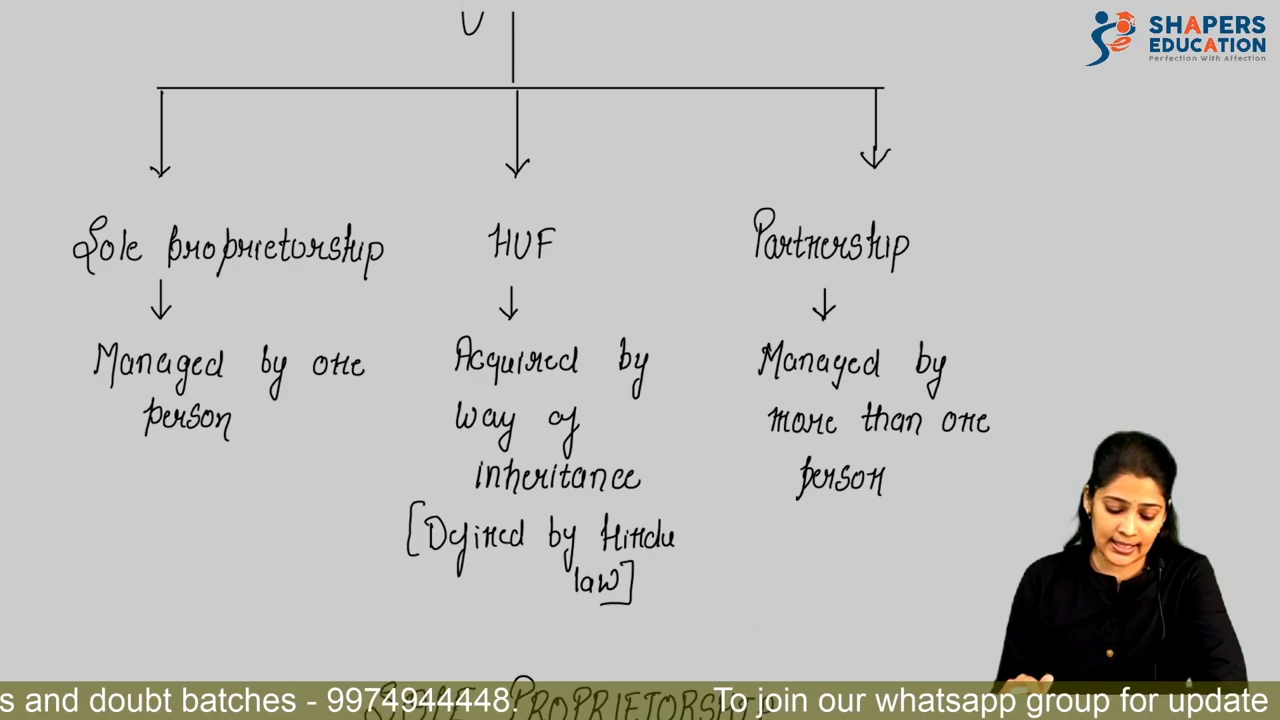 SHAPERS
EDUCATION
Perfection With Affection
Sole proprietorship
HUF
Partnership
Managed by one
person
Acquired by
way of
inheritance
[Defined by Hindu
law]
Managed by
more than one
person
SOLE PROPRIETORSHIP
s and doubt batches - 9974944448. To join our whatsapp group for update